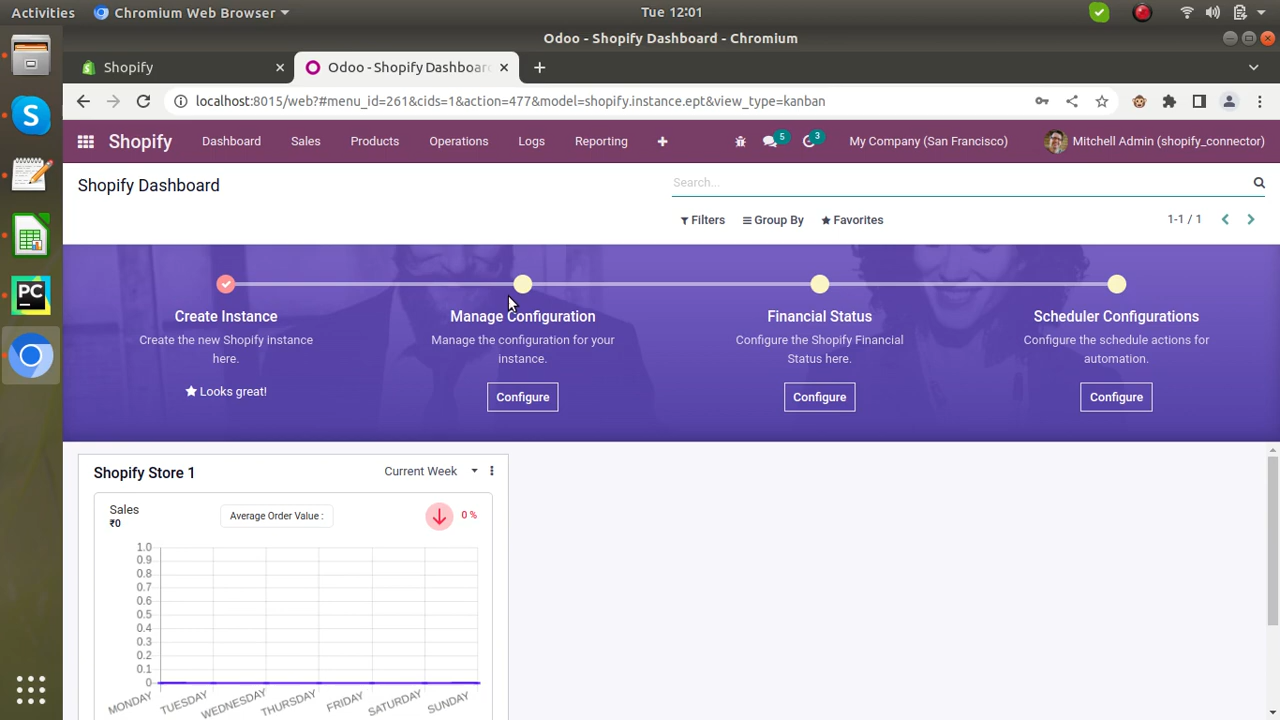 Activities
Chromium Web Browser
Tue 12:01
Odoo - Shopify Dashboard - Chromium
Shopify
Odoo - Shopify Dashboard
localhost:8015/web?#menu_id=261&cids=1&action=477&model=shopify.instance.ept&view_type=kanban
Shopify
Dashboard
Sales
Products
Operations
Logs
Reporting
5
3
My Company (San Francisco)
Mitchell Admin (shopify_connector)
Shopify Dashboard
Search...
Filters
Group By
Favorites
1-1 / 1
Create Instance
Create the new Shopify instance
here.
Looks great!
Manage Configuration
Manage the configuration for your
instance.
Configure
Financial Status
Configure the Shopify Financial
Status here.
Configure
Scheduler Configurations
Configure the schedule actions for
automation.
Configure
PC
Shopify Store 1
Current Week
Sales
₹0
Average Order Value :
0 %
1.0
0.9
0.8
0.7
0.6
0.5
0.4
0.3
0.2
0.1
0
MONDAY
TUESDAY
WEDNESDAY
THURSDAY
FRIDAY
SATURDAY
SUNDAY